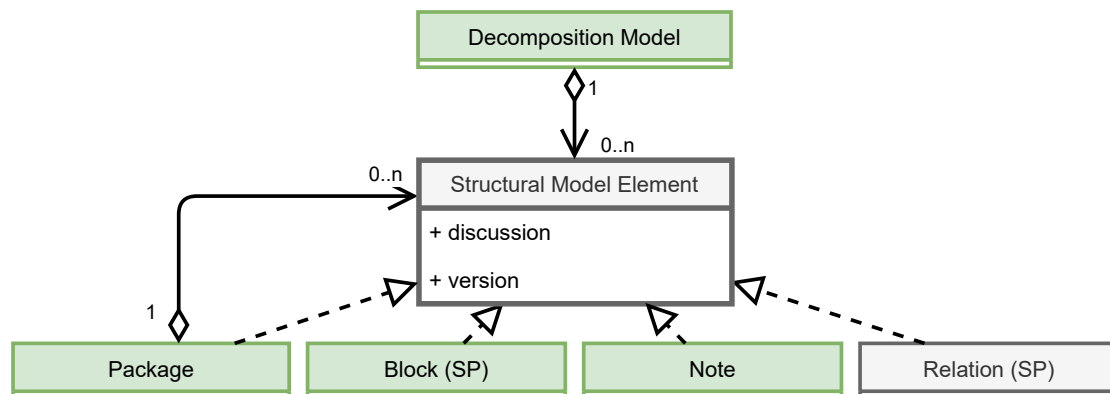 Decomposition Model
1
0..n
0..n
Structural Model Element
+ discussion
+ version
1
Package
Block (SP)
Note
Relation (SP)